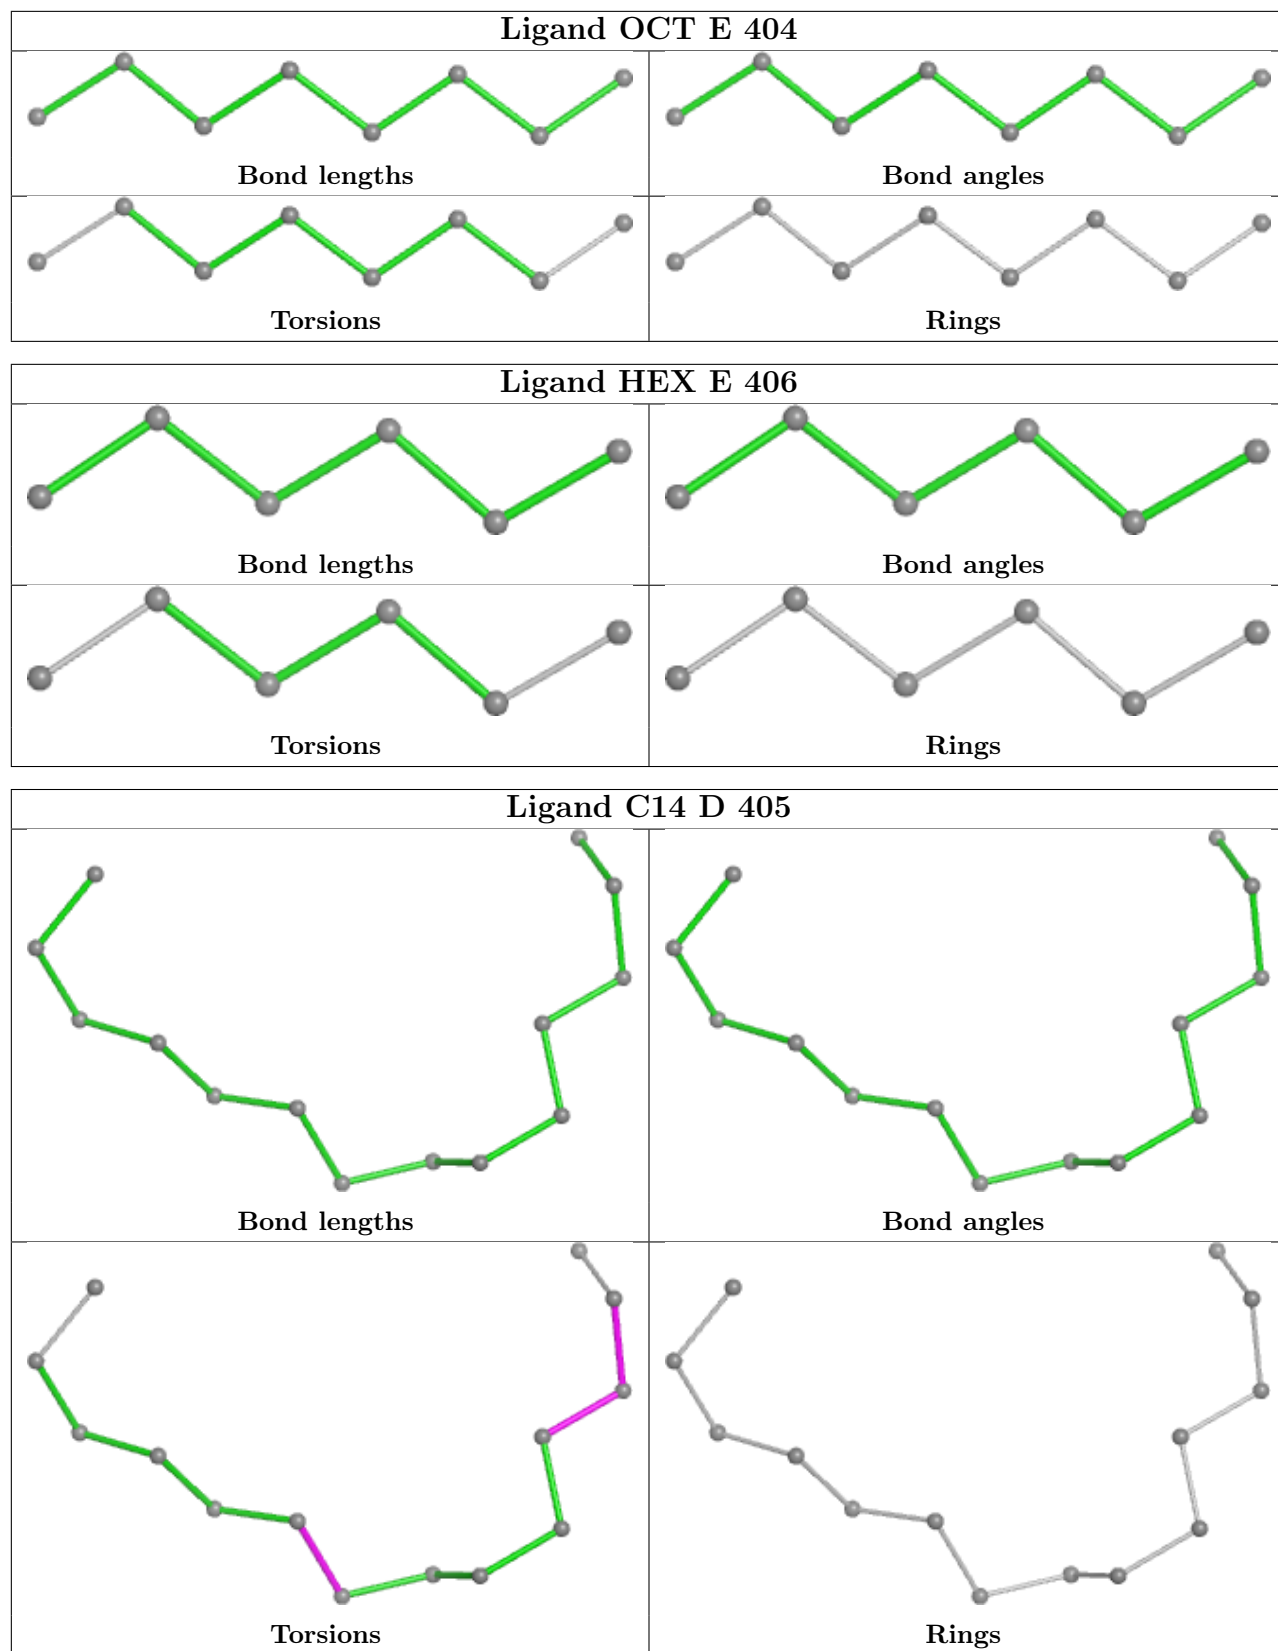 Ligand OCT E 404
Bond lengths
Bond angles
Torsions
Rings
Ligand HEX E 406
Bond lengths
Bond angles
Torsions
Rings
Ligand C14 D 405
Bond lengths
Bond angles
Torsions
Rings